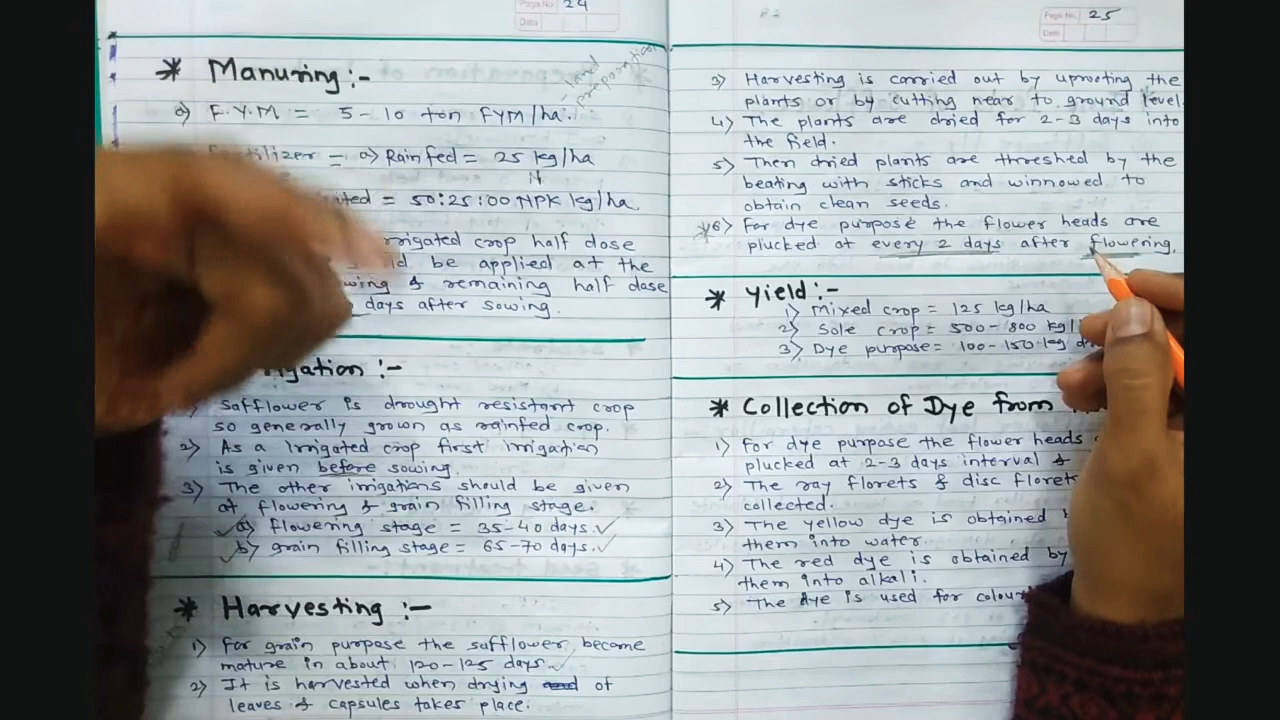 Page No. 24
Date
* Manuring :-
- land preparation
a) F.Y.M = 5-10 ton FYM/ha.
= a) Rainfed = 25 kg/ha
N
= 50:25:00 NPK kg/ha
irrigated crop half dose
be applied at the
& remaining half dose
days after sowing.
:-
1) Safflower is drought resistant crop
so generally grown as rainfed crop.
2) As a irrigated crop first irrigation
is given before sowing.
3) The other irrigations should be given
at flowering & grain filling stage.
a) flowering stage = 35-40 days.
b) grain filling stage = 65-70 days.
* Harvesting :-
1) For grain purpose the safflower become
mature in about 120-125 days.
2) It is harvested when drying of
leaves & capsules takes place.
Page No. 25
Date
3) Harvesting is carried out by uprooting the
plants or by cutting near to ground level.
4) The plants are dried for 2-3 days into
the field.
5) Then dried plants are threshed by the
beating with sticks and winnowed to
obtain clean seeds.
*6) For dye purpose the flower heads are
plucked at every 2 days after flowering.
* Yield :-
1) Mixed crop = 125 kg/ha
2) Sole crop = 500-800 kg/
3) Dye purpose = 100-150 kg
* Collection of Dye from
1) For dye purpose the flower heads
plucked at 2-3 days interval &
2) The ray florets & disc florets
collected.
3) The yellow dye is obtained
them into water
4) The red dye is obtained by
them into alkali.
5) The dye is used for